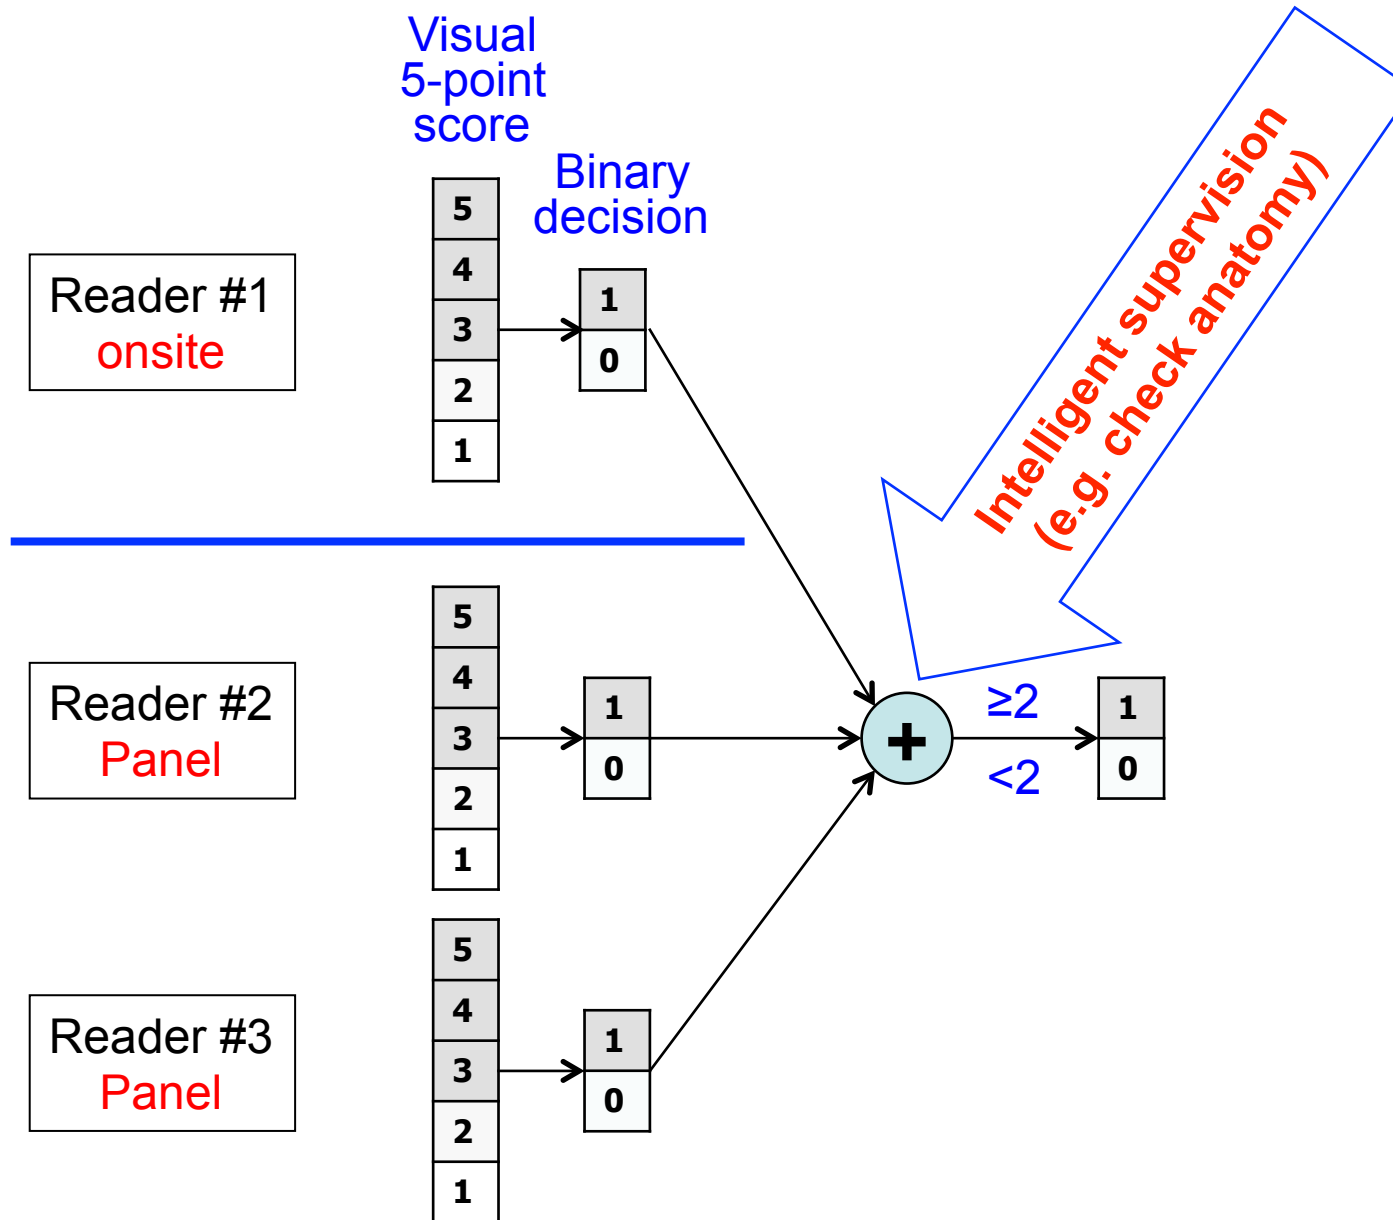 Visual
5-point
score
Binary
decision
Intelligent supervision
(e.g. check anatomy)
Reader #1
onsite
5
4
3
2
1
1
0
Reader #2
Panel
5
4
3
2
1
1
0
+
≥2
<2
1
0
Reader #3
Panel
5
4
3
2
1
1
0